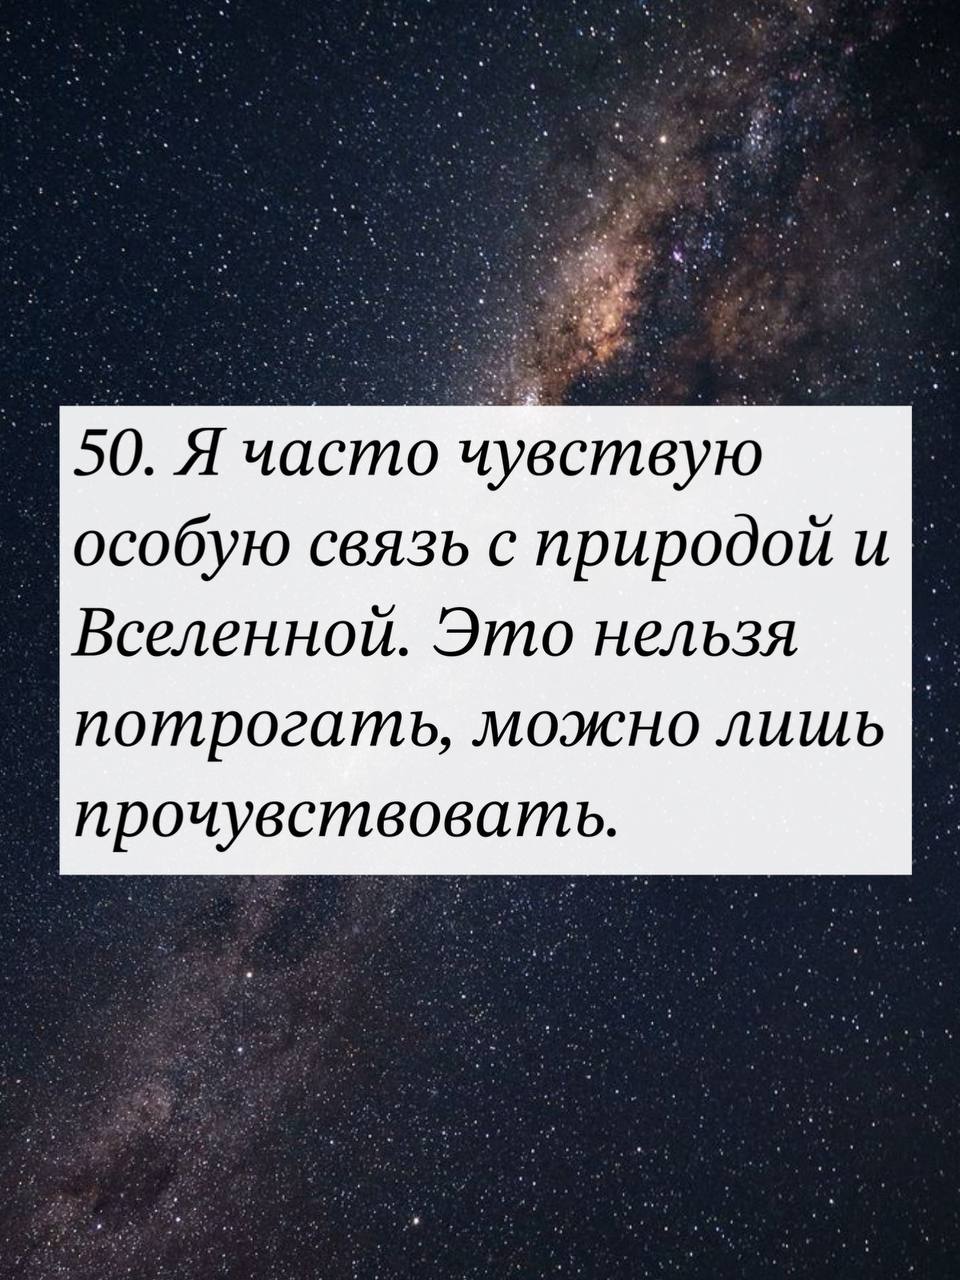 50. Я часто чувствую
особую связь с природой и
Вселенной. Это нельзя
потрогать, можно лишь
прочувствовать.